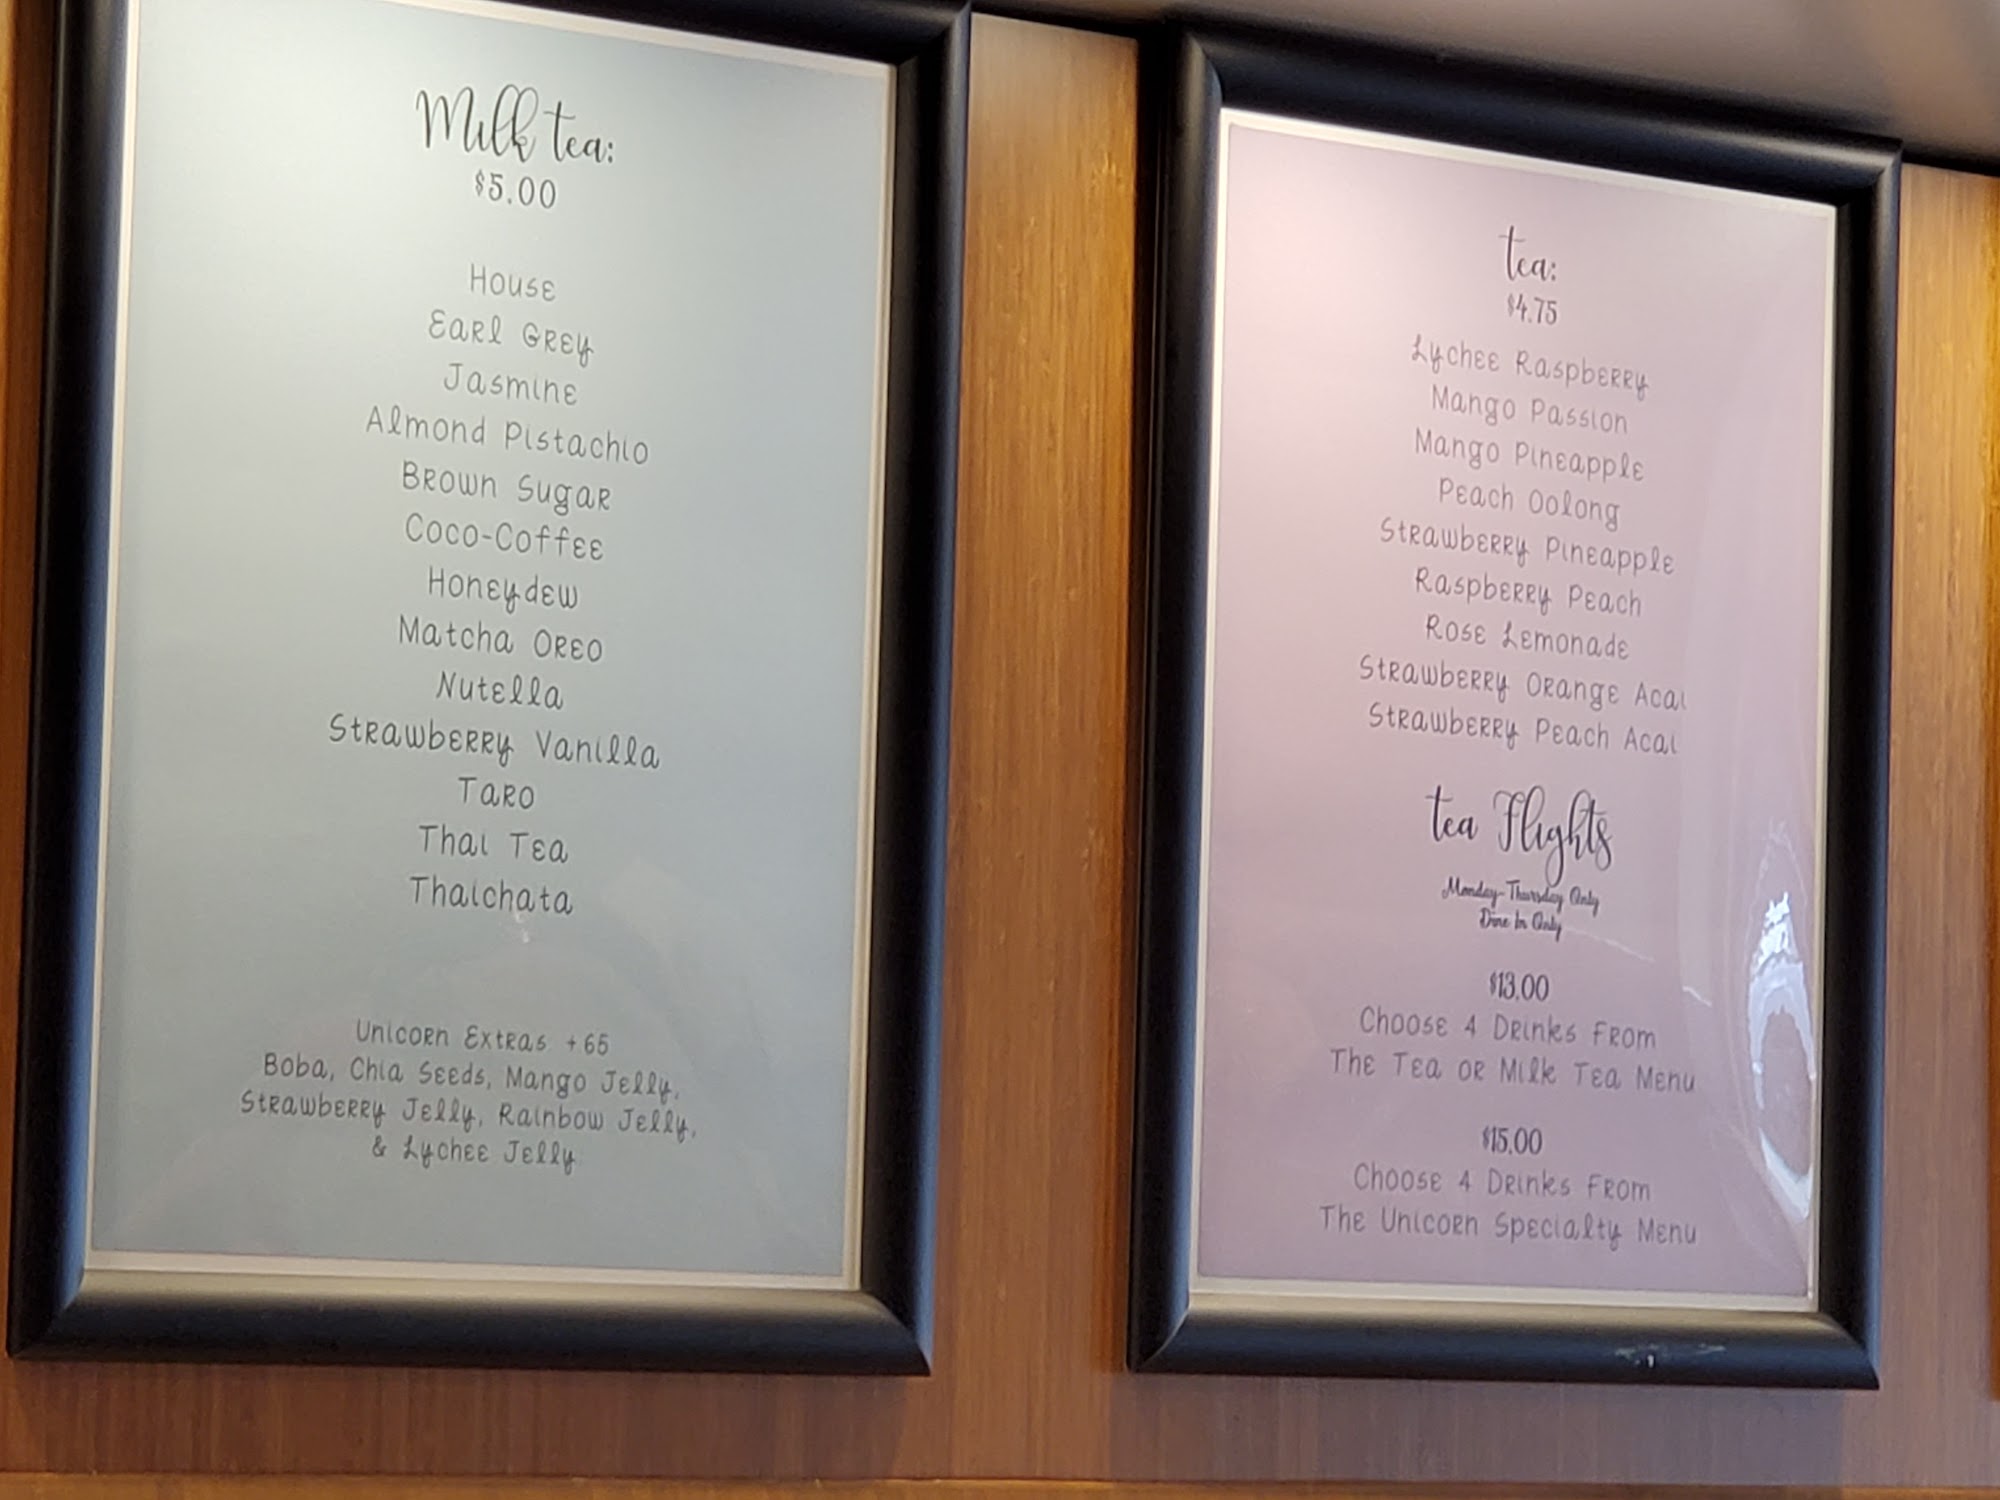 Milk tea:
$5.00
House
Earl Grey
Jasmine
Almond Pistachio
Brown Sugar
Coco-Coffee
Honeydew
Matcha Oreo
Nutella
Strawberry Vanilla
Taro
Thai Tea
Thaichata
Unicorn Extras +65
Boba, Chia Seeds, Mango Jelly,
Strawberry Jelly, Rainbow Jelly,
& Lychee Jelly
tea:
$4.75
Lychee Raspberry
Mango Passion
Mango Pineapple
Peach Oolong
Strawberry Pineapple
Raspberry Peach
Rose Lemonade
Strawberry Orange Acai
Strawberry Peach Acai
tea Flights
Monday-Thursday Only
Dine In Only
$13.00
Choose 4 Drinks From
The Tea or Milk Tea Menu
$15.00
Choose 4 Drinks From
The Unicorn Specialty Menu